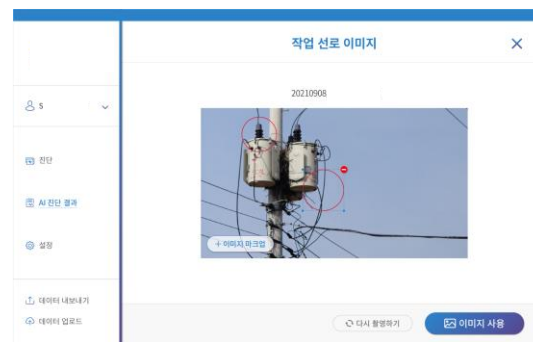 작업 선로 이미지
5
진단
AI 진단 결과
설정
데이터 내보내기
데이터 업로드
20210908
+ 이미지 마크업
다시 촬영하기
이미지 사용